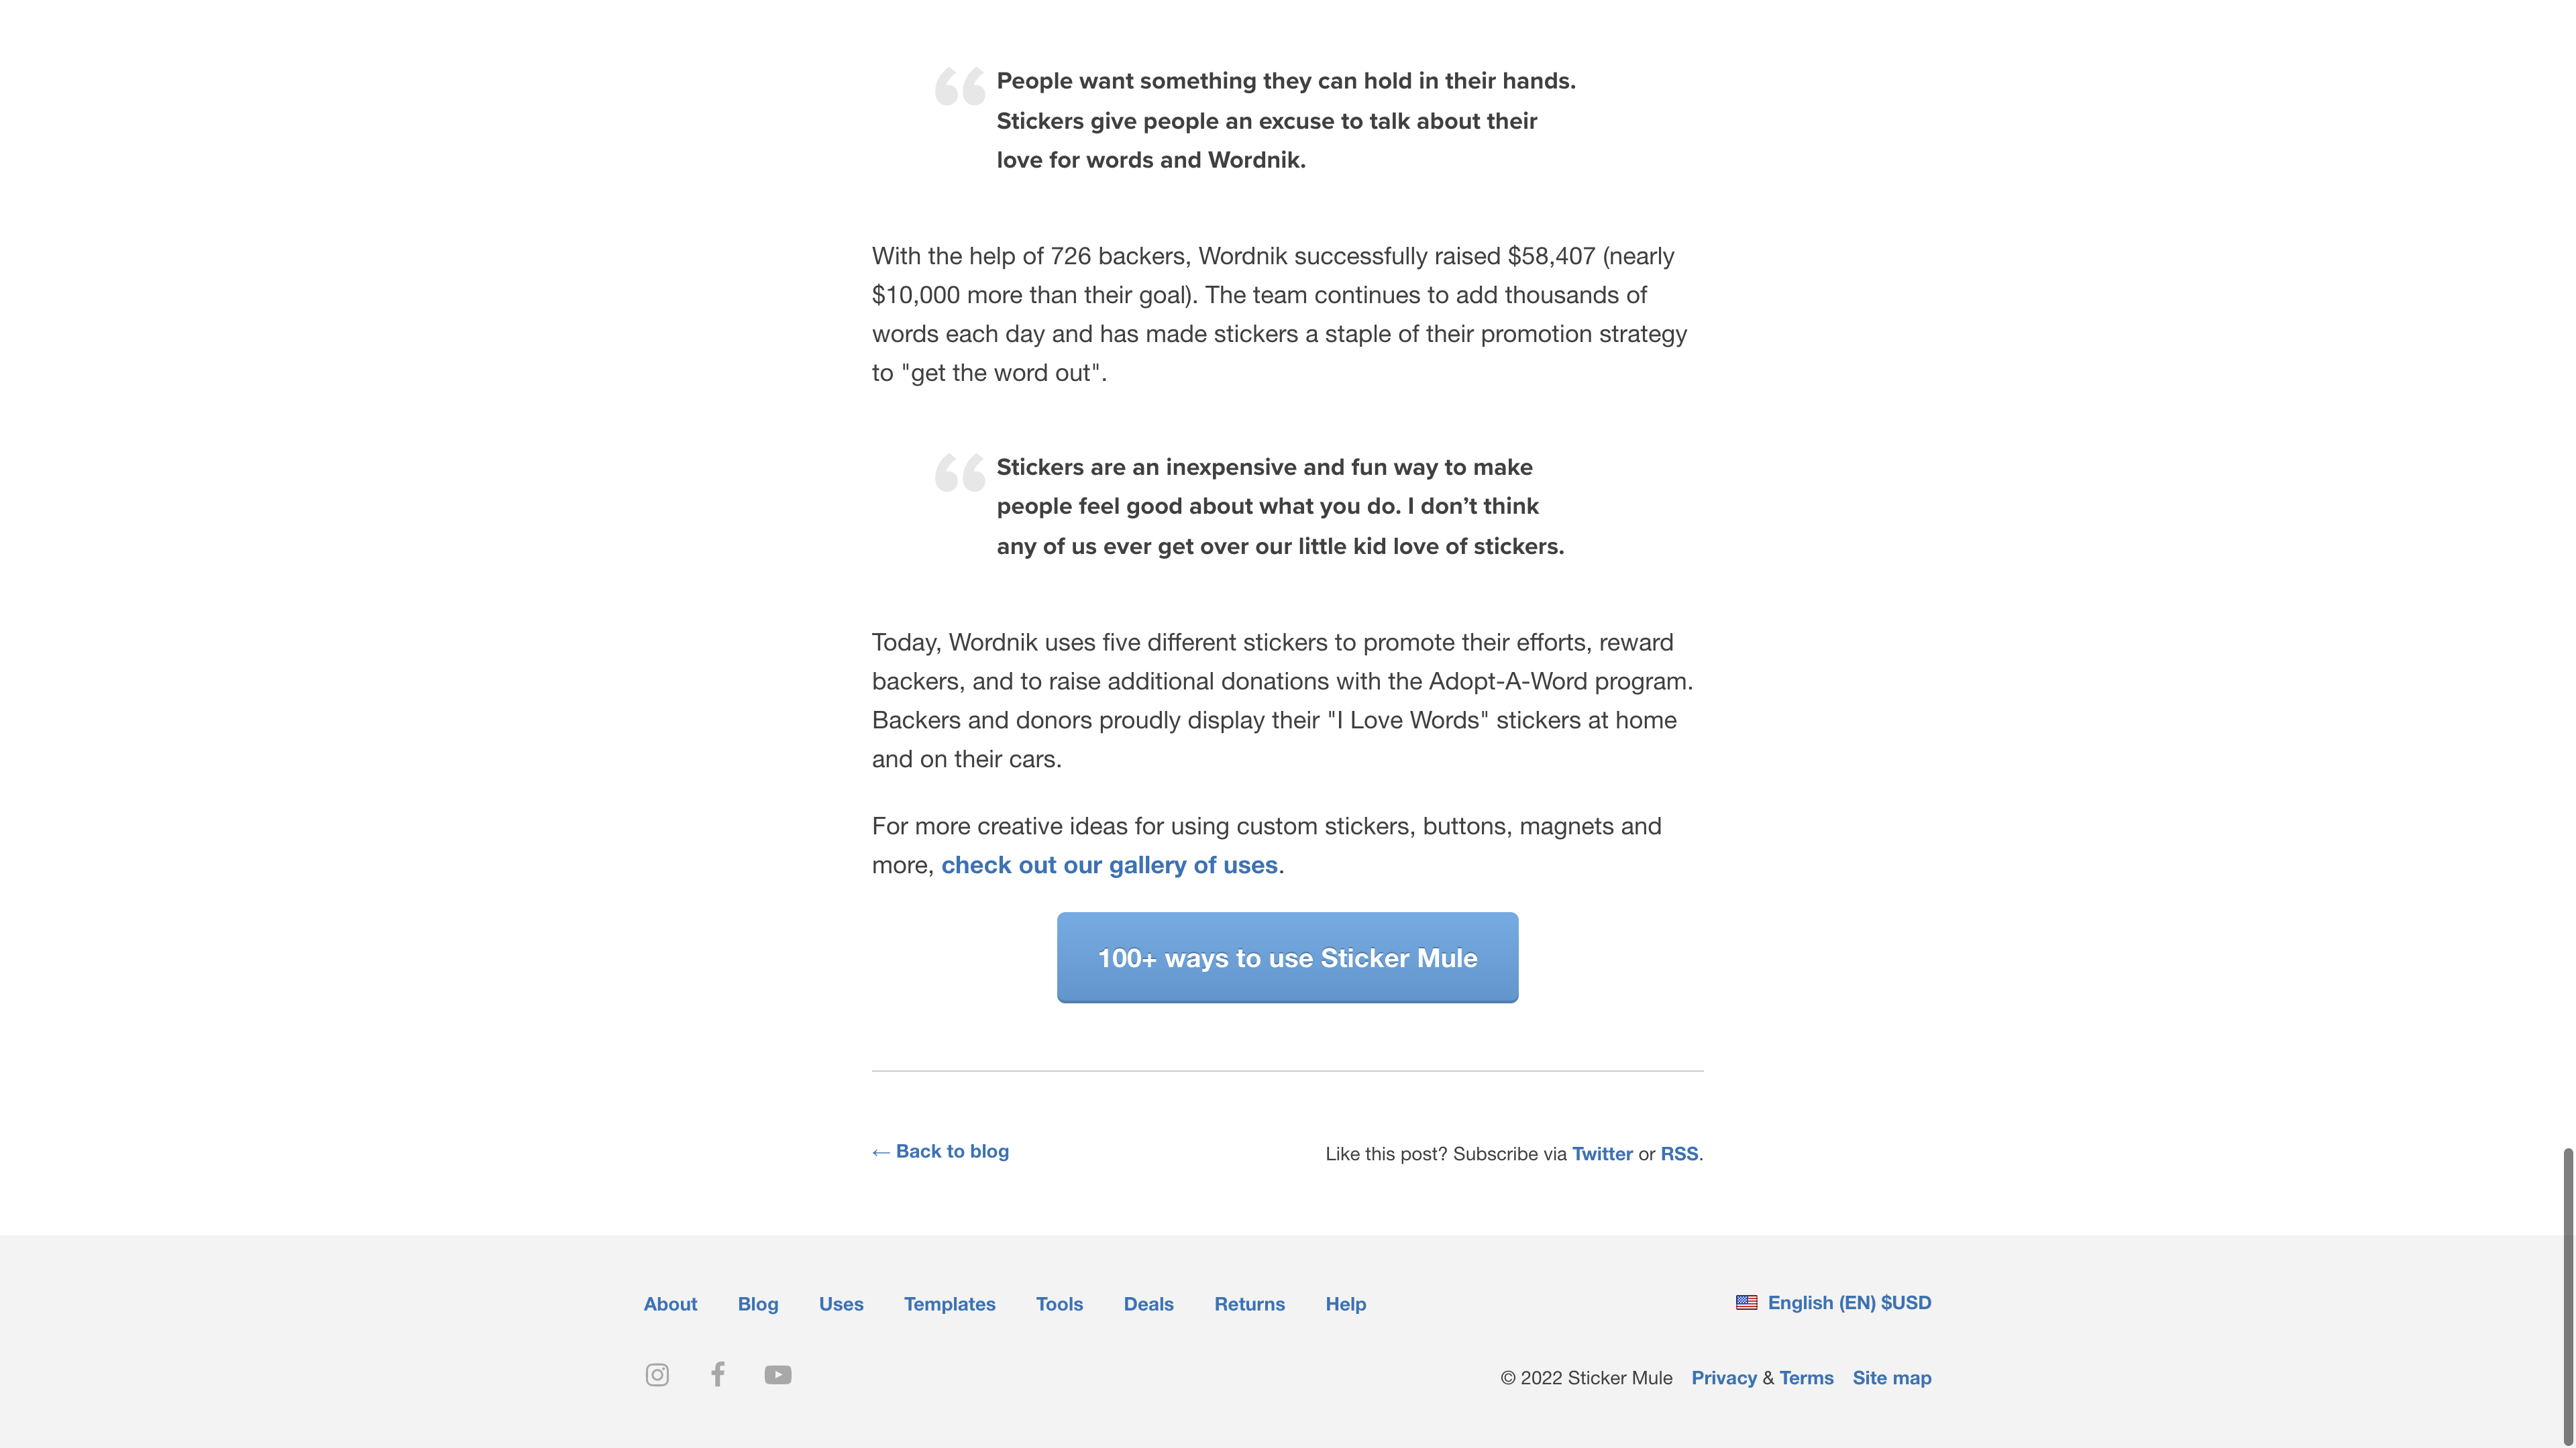 People want something they can hold in their hands.
Stickers give people an excuse to talk about their
love for words and Wordnik.
With the help of 726 backers, Wordnik successfully raised $58,407 (nearly
$10,000 more than their goal). The team continues to add thousands of
words each day and has made stickers a staple of their promotion strategy
to "get the word out".
Stickers are an inexpensive and fun way to make
people feel good about what you do. I don’t think
any of us ever get over our little kid love of stickers.
Today, Wordnik uses five different stickers to promote their efforts, reward
backers, and to raise additional donations with the Adopt-A-Word program.
Backers and donors proudly display their "I Love Words" stickers at home
and on their cars.
For more creative ideas for using custom stickers, buttons, magnets and
more, check out our gallery of uses.
100+ ways to use Sticker Mule
← Back to blog
Like this post? Subscribe via Twitter or RSS.
About Blog Uses Templates Tools Deals Returns Help
English (EN) $USD
© 2022 Sticker Mule Privacy & Terms Site map